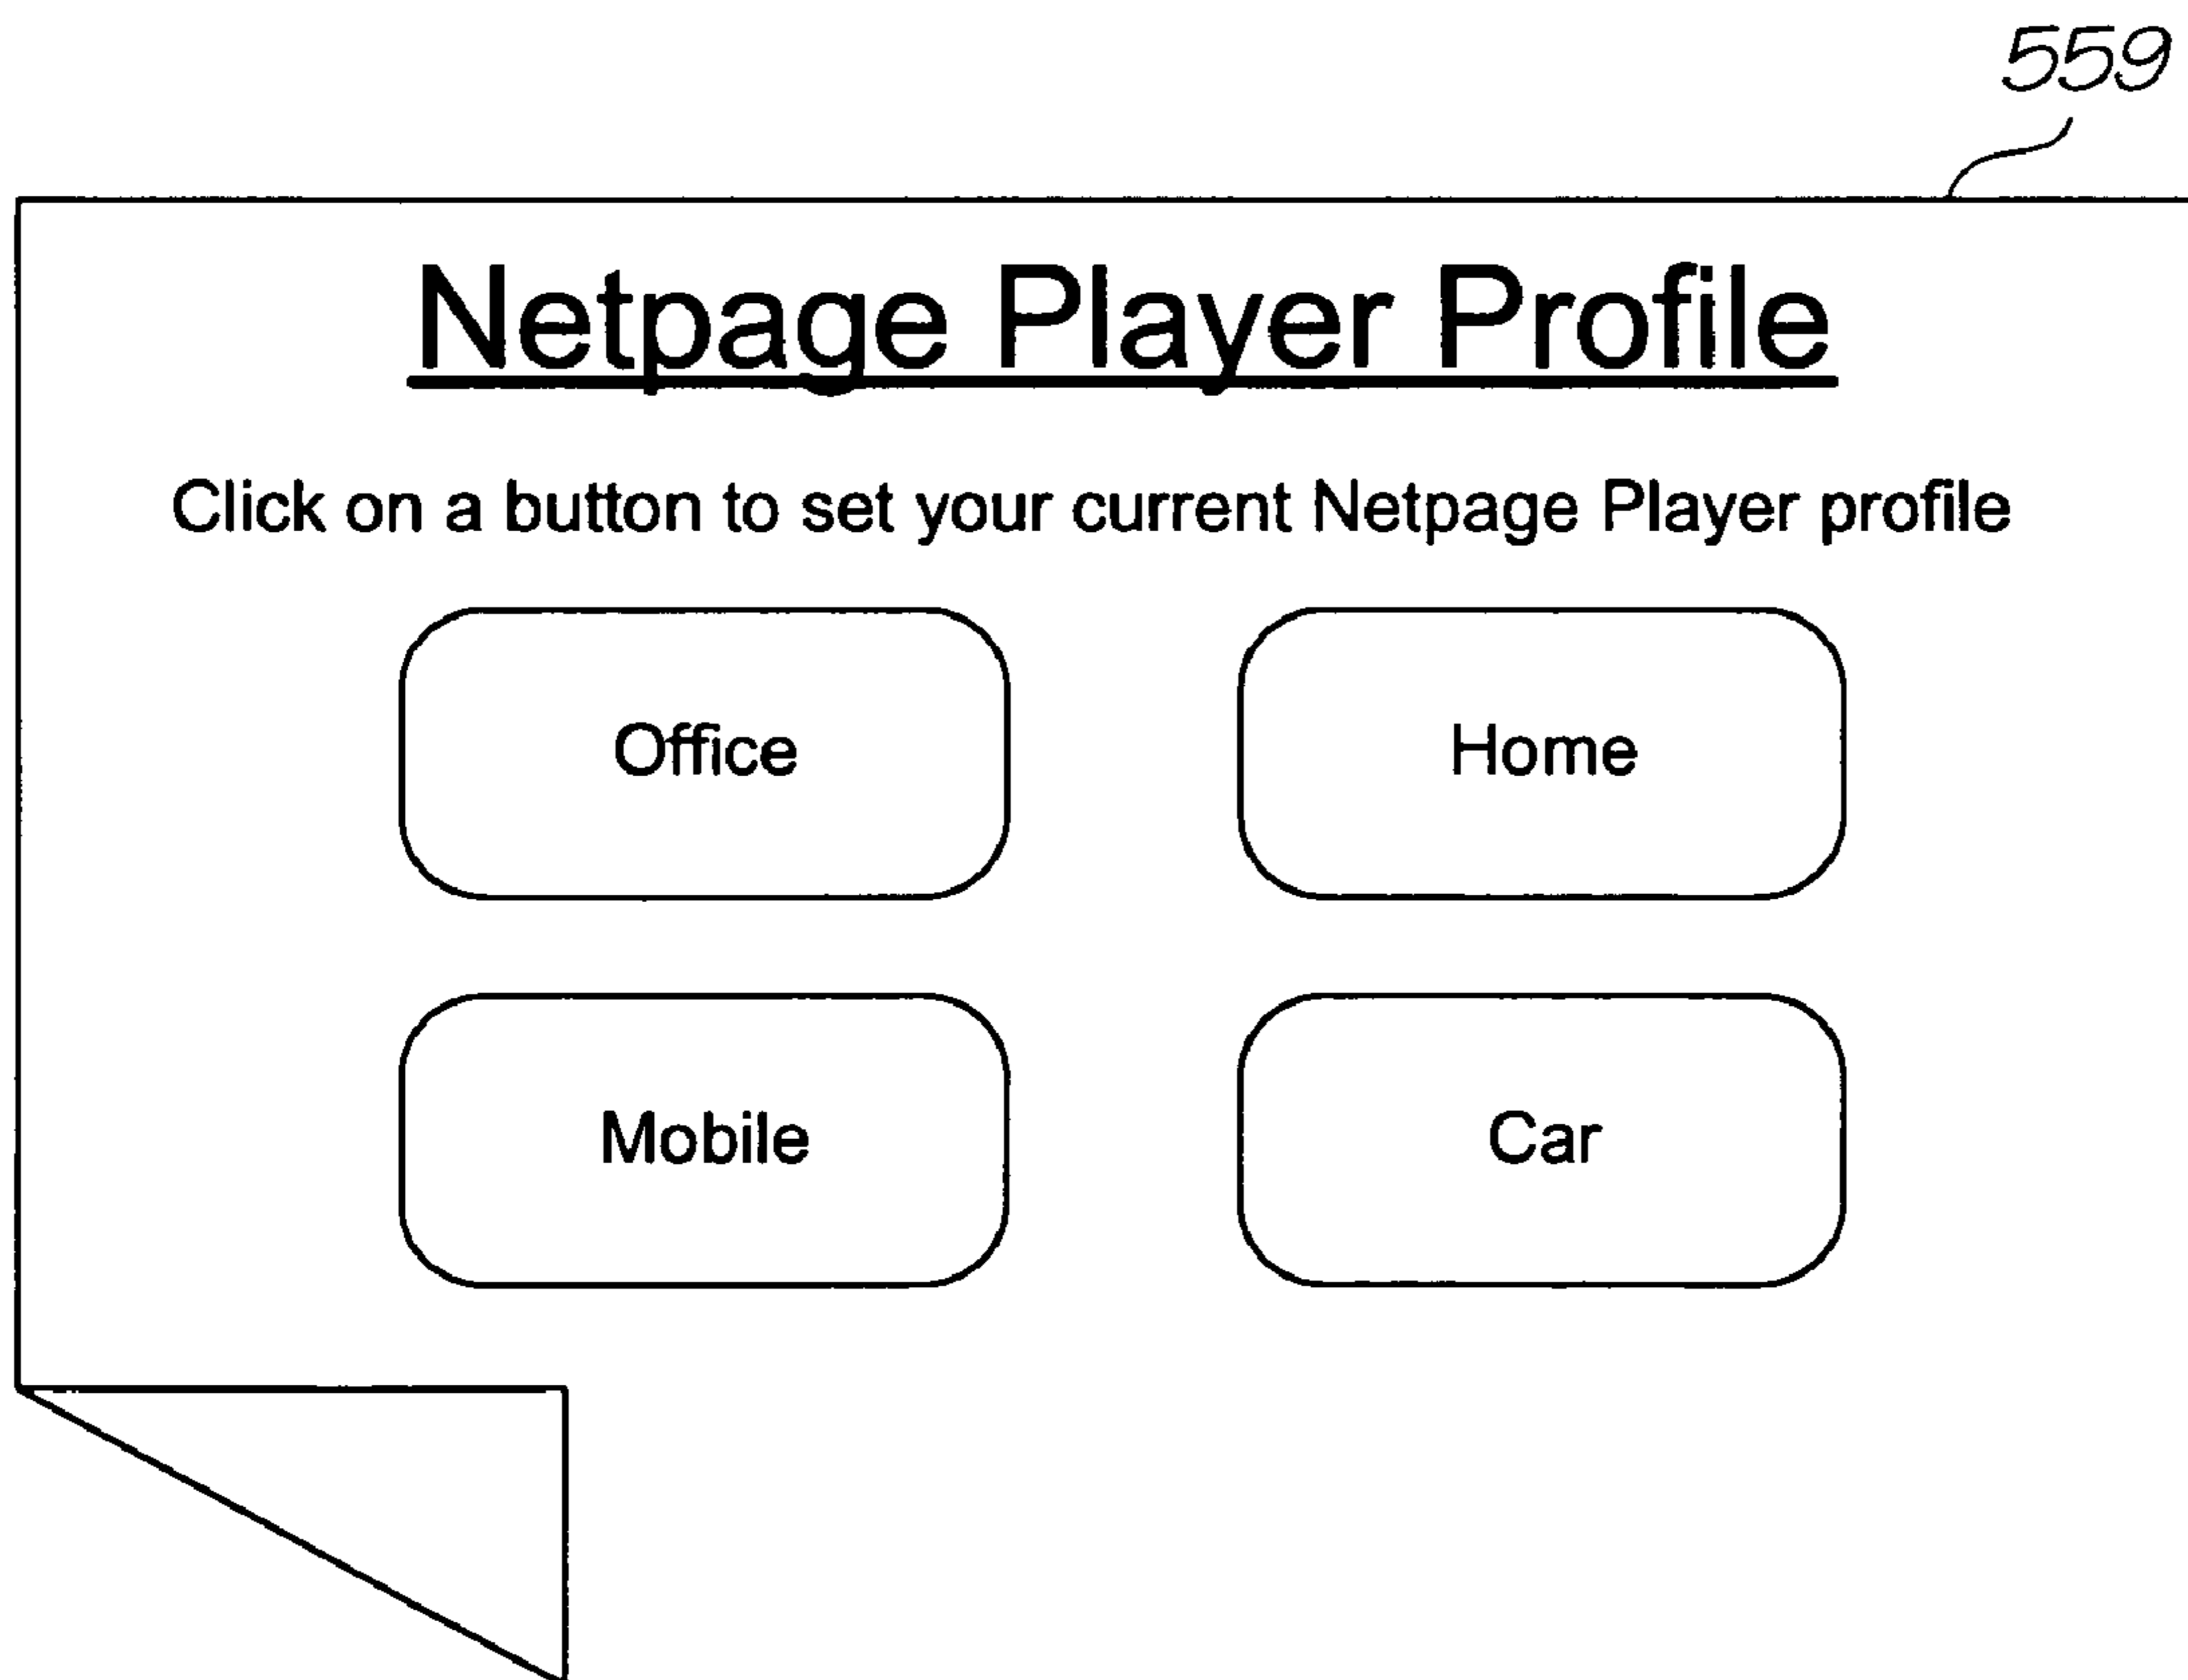 559
Netpage Player Profile
Click on a button to set your current Netpage Player profile
Office Home
Mobile Car